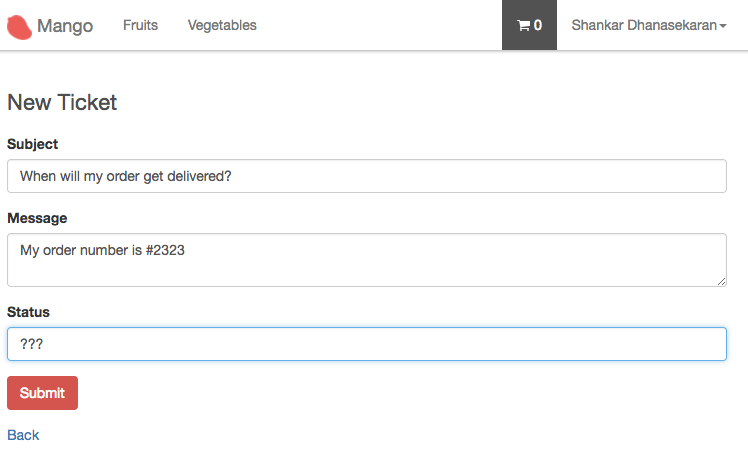 Mango Fruits Vegetables 0 Shankar Dhanasekaran
New Ticket
Subject
When will my order get delivered?
Message
My order number is #2323
Status
???
Submit
Back